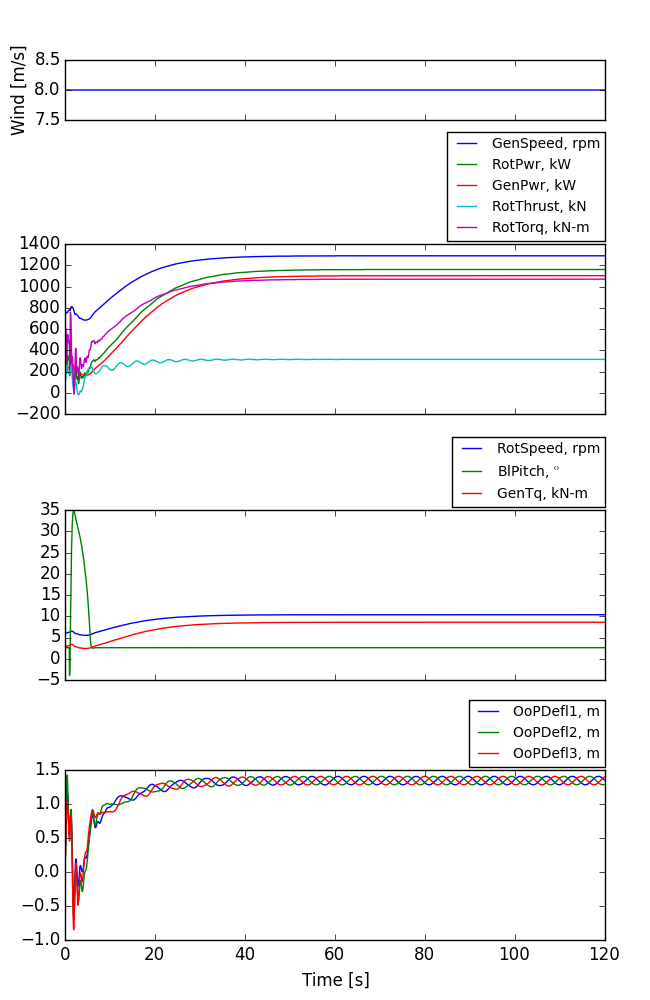 Wind [m/s]
8.5
8.0
7.5
GenSpeed, rpm
RotPwr, kW
GenPwr, kW
RotThrust, kN
RotTorq, kN-m
1400
1200
1000
800
600
400
200
0
−200
RotSpeed, rpm
BlPitch, °
GenTq, kN-m
35
30
25
20
15
10
5
0
−5
OoPDefl1, m
OoPDefl2, m
OoPDefl3, m
1.5
1.0
0.5
0.0
−0.5
−1.0
0 20 40 60 80 100 120
Time [s]